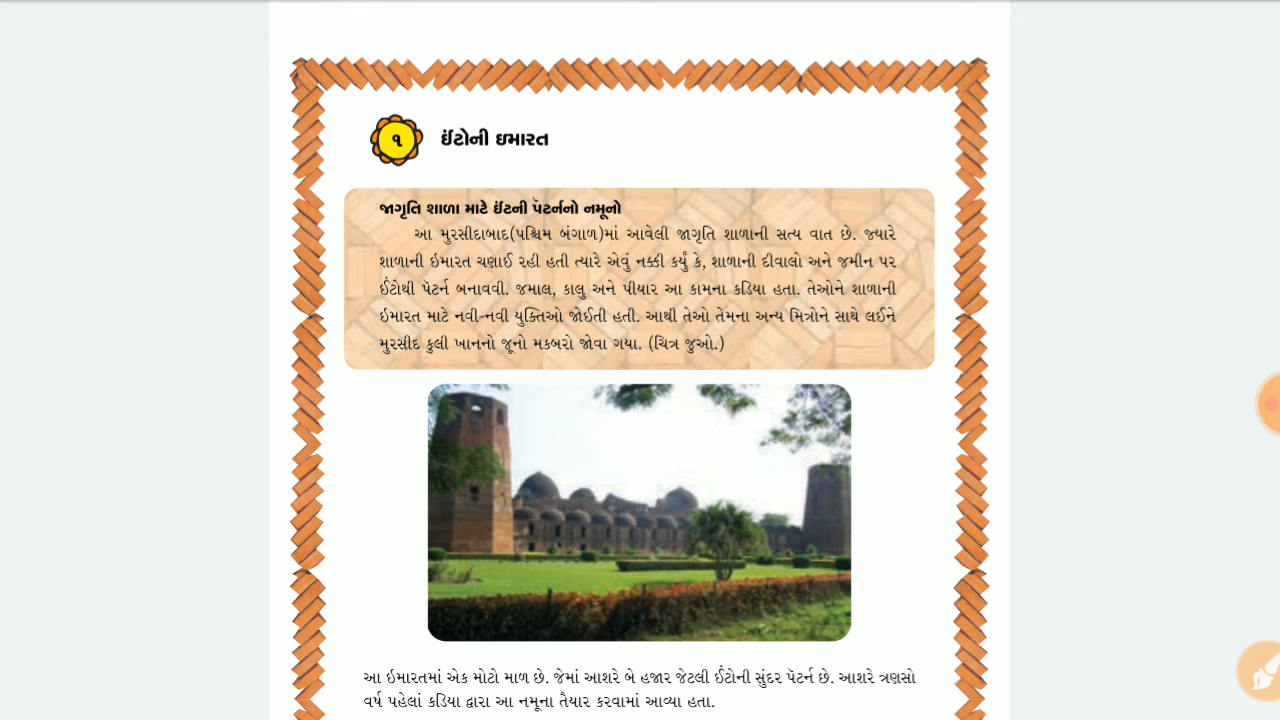 ૧
ઈંટોની ઇમારત
જાગૃતિ શાળા માટે ઈંટની પૅટર્નનો નમૂનો
આ મુરસીદાબાદ(પશ્ચિમ બંગાળ)માં આવેલી જાગૃતિ શાળાની સત્ય વાત છે. જ્યારે
શાળાની ઇમારત ચણાઈ રહી હતી ત્યારે એવું નક્કી કર્યું કે, શાળાની દીવાલો અને જમીન પર
ઈંટોથી પૅટર્ન બનાવવી. જમાલ, કાલુ અને પીયાર આ કામના કડિયા હતા. તેઓને શાળાની
ઇમારત માટે નવી-નવી યુક્તિઓ જોઈતી હતી. આથી તેઓ તેમના અન્ય મિત્રોને સાથે લઈને
મુરસીદ કુલી ખાનનો જૂનો મકબરો જોવા ગયા. (ચિત્ર જુઓ.)
આ ઇમારતમાં એક મોટો માળ છે. જેમાં આશરે બે હજાર જેટલી ઈંટોની સુંદર પૅટર્ન છે. આશરે ત્રણસો
વર્ષ પહેલાં કડિયા દ્વારા આ નમૂના તૈયાર કરવામાં આવ્યા હતા.